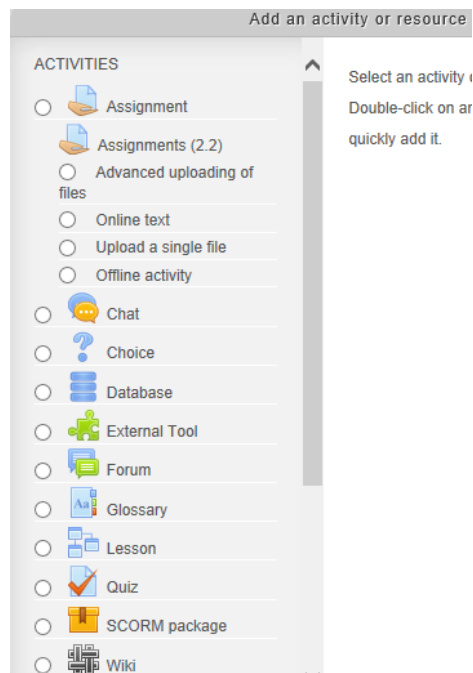 Add an activity or resource
ACTIVITIES
Assignment
Assignments (2.2)
Advanced uploading of
files
Online text
Upload a single file
Offline activity
Chat
Choice
Database
External Tool
Forum
Aa
Glossary
Lesson
Quiz
SCORM package
Wiki
Select an activity
Double-click on
quickly add it.